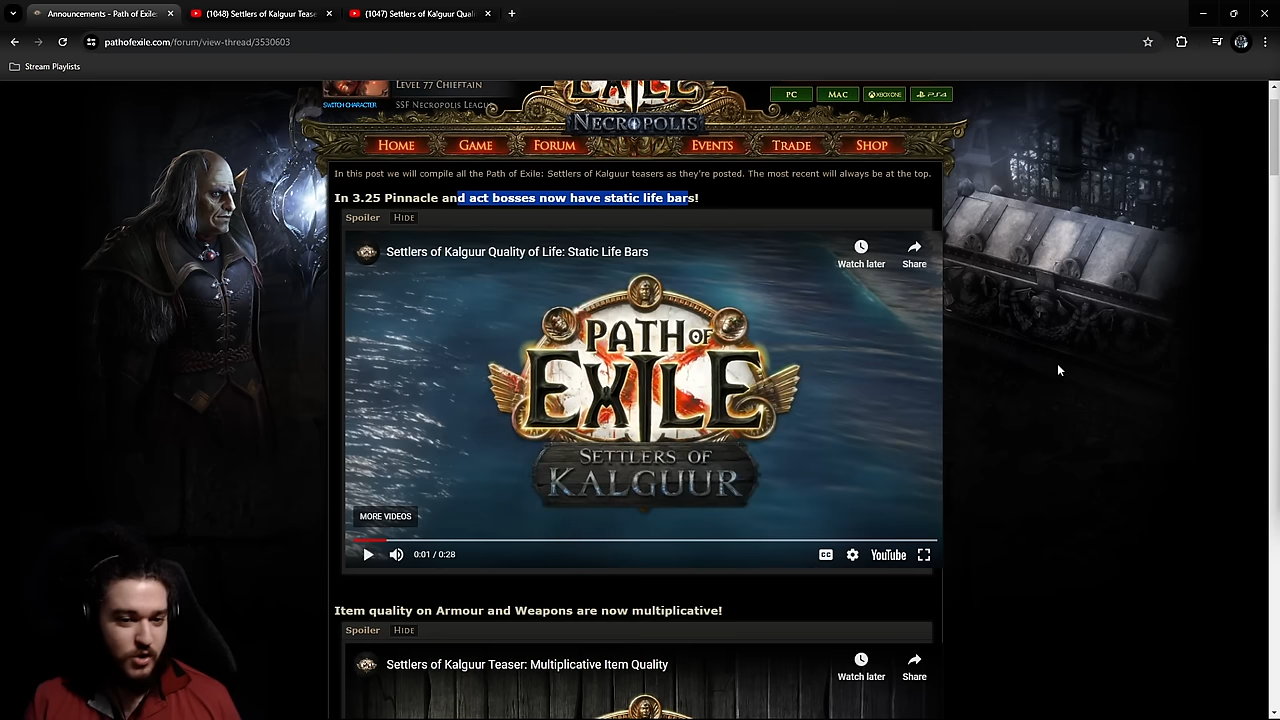 Announcements - Path of Exile:
(1048) Settlers of Kalguur Tease
(1047) Settlers of Kalguur Quali
pathofexile.com/forum/view-thread/3530603
Stream Playlists
LEVEL 77 CHIEFTAIN
SWITCH CHARACTER
SSF NECROPOLIS LEAGU
EXILE
NECROPOLIS
PC
MAC
XBOX ONE
PS4
HOME
GAME
FORUM
EVENTS
TRADE
SHOP
In this post we will compile all the Path of Exile: Settlers of Kalguur teasers as they're posted. The most recent will always be at the top.
In 3.25 Pinnacle and act bosses now have static life bars!
Spoiler HIDE
Settlers of Kalguur Quality of Life: Static Life Bars
Watch later
Share
PATH OF
EXILE
SETTLERS OF
KALGUUR
MORE VIDEOS
0:01 / 0:28
CC
YouTube
Item quality on Armour and Weapons are now multiplicative!
Spoiler HIDE
Settlers of Kalguur Teaser: Multiplicative Item Quality
Watch later
Share